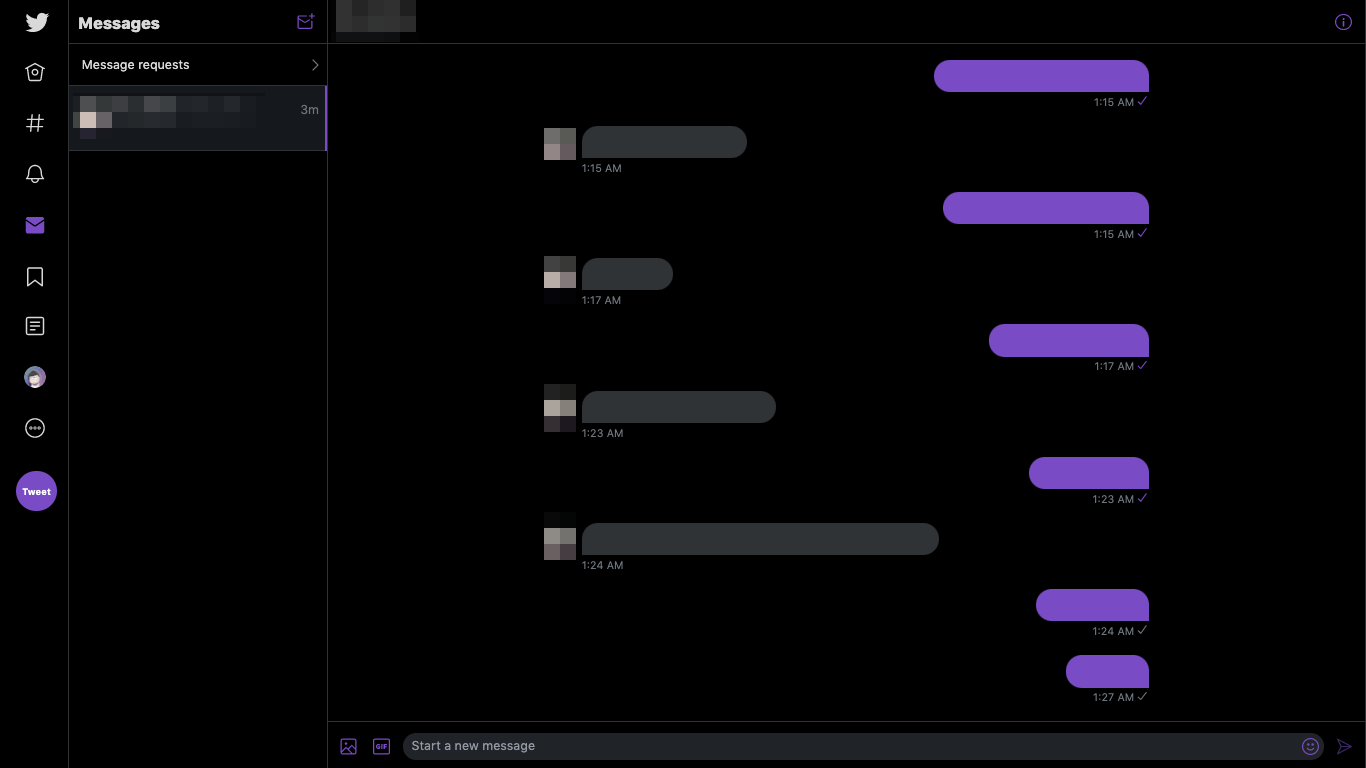 Messages
Message requests
3m
Tweet
1:15 AM
1:15 AM
1:15 AM
1:17 AM
1:17 AM
1:23 AM
1:23 AM
1:24 AM
1:24 AM
1:27 AM
GIF
Start a new message